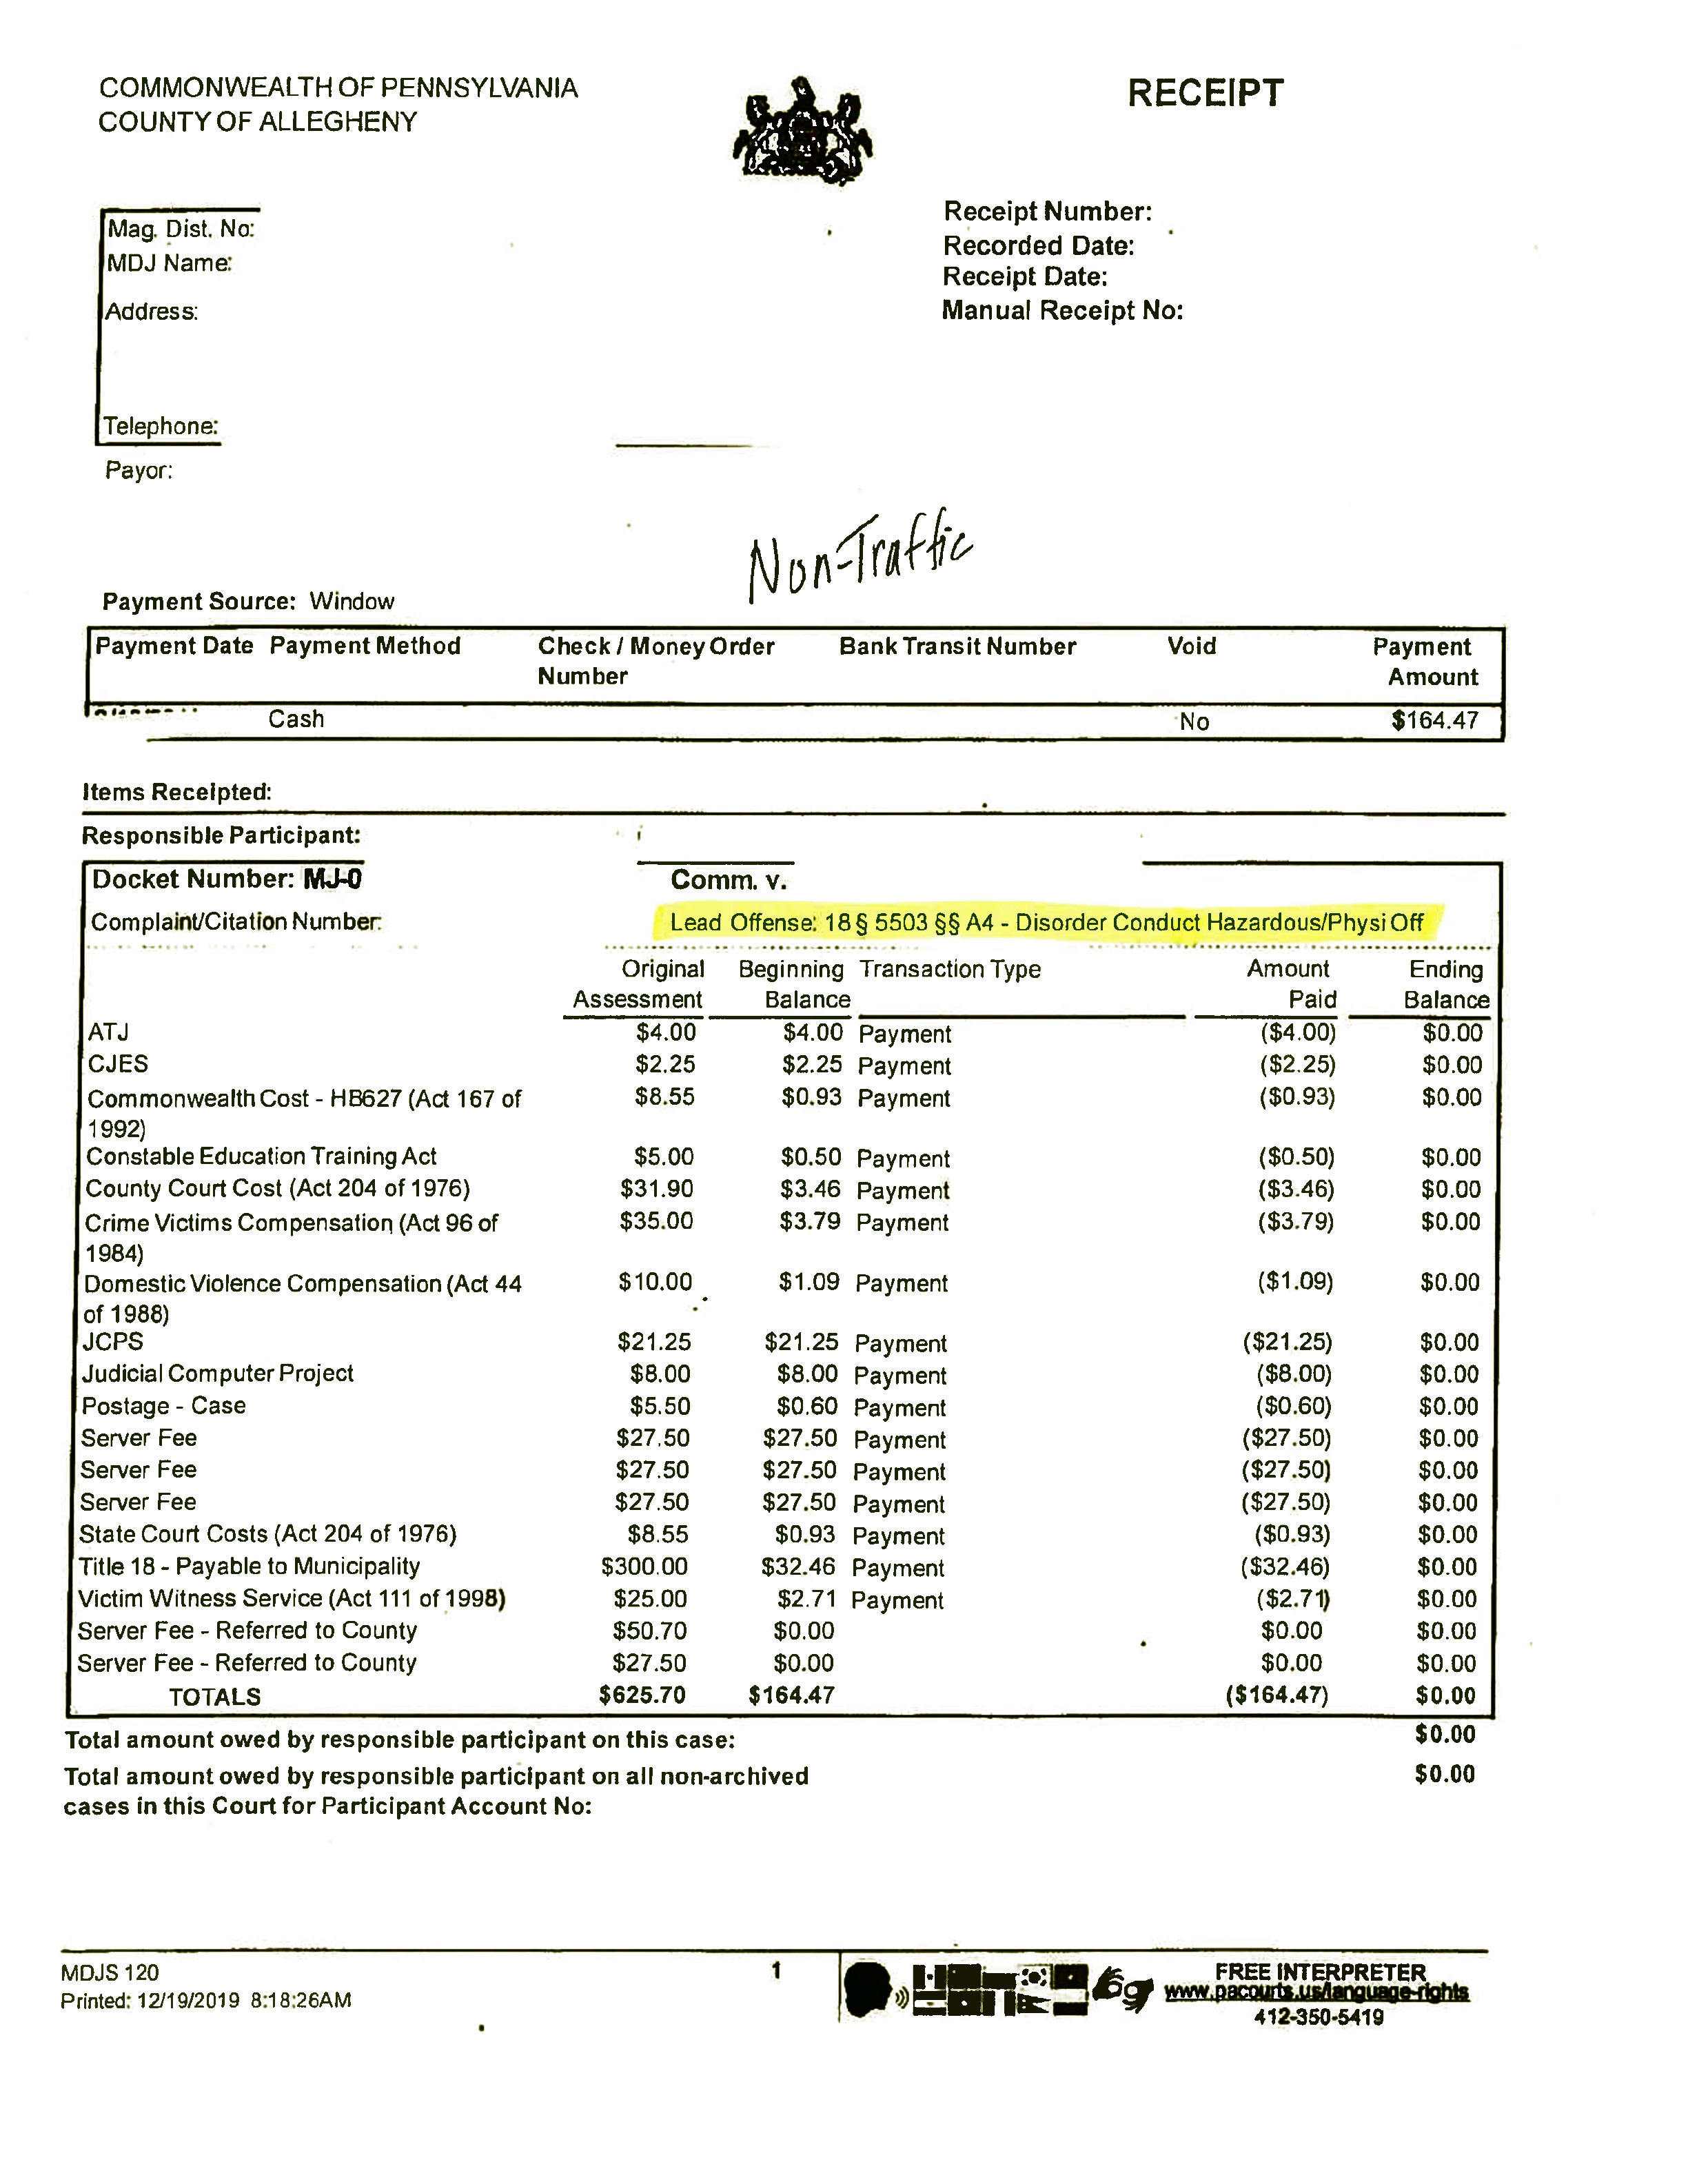 COMMONWEALTH OF PENNSYLVANIA
COUNTY OF ALLEGHENY
RECEIPT
Mag. Dist. No:
MDJ Name:
Address:
Telephone:
Receipt Number:
Recorded Date:
Receipt Date:
Manual Receipt No:
Payor:
Non-Traffic
Payment Source: Window
Payment Date Payment Method Check / Money Order Number Bank Transit Number Void Payment Amount
Cash No $164.47
Items Receipted:
Responsible Participant:
Docket Number: MJ-0 Comm. v.
Complaint/Citation Number: Lead Offense: 18 § 5503 §§ A4 - Disorder Conduct Hazardous/Physi Off
Original Assessment Beginning Balance Transaction Type Amount Paid Ending Balance
ATJ $4.00 $4.00 Payment ($4.00) $0.00
CJES $2.25 $2.25 Payment ($2.25) $0.00
Commonwealth Cost - HB627 (Act 167 of $8.55 $0.93 Payment ($0.93) $0.00
1992)
Constable Education Training Act $5.00 $0.50 Payment ($0.50) $0.00
County Court Cost (Act 204 of 1976) $31.90 $3.46 Payment ($3.46) $0.00
Crime Victims Compensation (Act 96 of $35.00 $3.79 Payment ($3.79) $0.00
1984)
Domestic Violence Compensation (Act 44 $10.00 $1.09 Payment ($1.09) $0.00
of 1988)
JCPS $21.25 $21.25 Payment ($21.25) $0.00
Judicial Computer Project $8.00 $8.00 Payment ($8.00) $0.00
Postage - Case $5.50 $0.60 Payment ($0.60) $0.00
Server Fee $27.50 $27.50 Payment ($27.50) $0.00
Server Fee $27.50 $27.50 Payment ($27.50) $0.00
Server Fee $27.50 $27.50 Payment ($27.50) $0.00
State Court Costs (Act 204 of 1976) $8.55 $0.93 Payment ($0.93) $0.00
Title 18 - Payable to Municipality $300.00 $32.46 Payment ($32.46) $0.00
Victim Witness Service (Act 111 of 1998) $25.00 $2.71 Payment ($2.71) $0.00
Server Fee - Referred to County $50.70 $0.00 $0.00 $0.00
Server Fee - Referred to County $27.50 $0.00 $0.00 $0.00
TOTALS $625.70 $164.47 ($164.47) $0.00
Total amount owed by responsible participant on this case: $0.00
Total amount owed by responsible participant on all non-archived $0.00
cases in this Court for Participant Account No:
MDJS 120
Printed: 12/19/2019 8:18:26AM
1
FREE INTERPRETER
www.pacourts.us/language-rights
412-350-5419